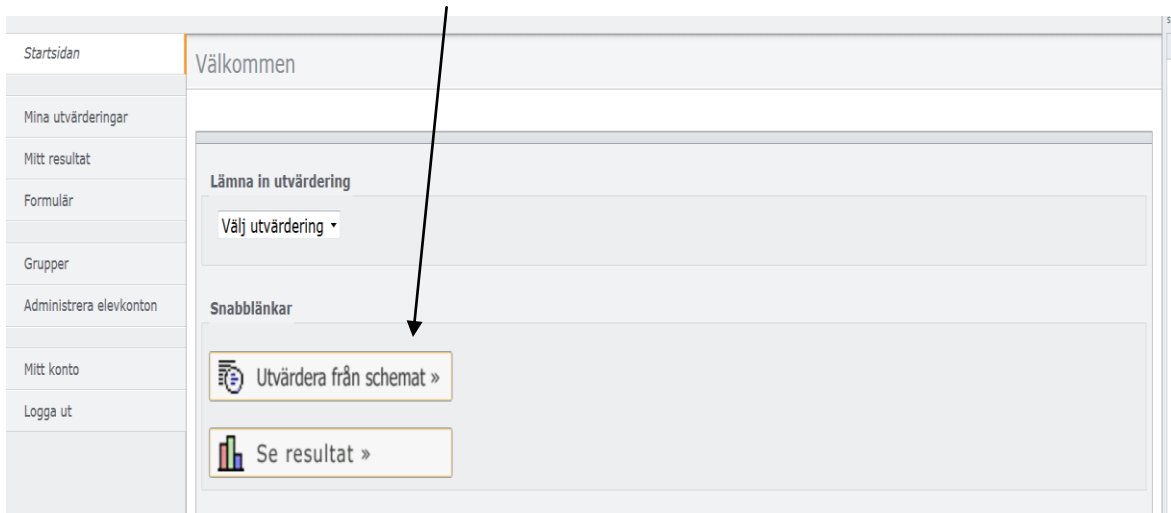 Startsidan
Mina utvärderingar
Mitt resultat
Formulär
Grupper
Administrera elevkonton
Mitt konto
Logga ut
Välkommen
Lämna in utvärdering
Välj utvärdering
Snabblänkar
Utvärdera från schemat »
Se resultat »